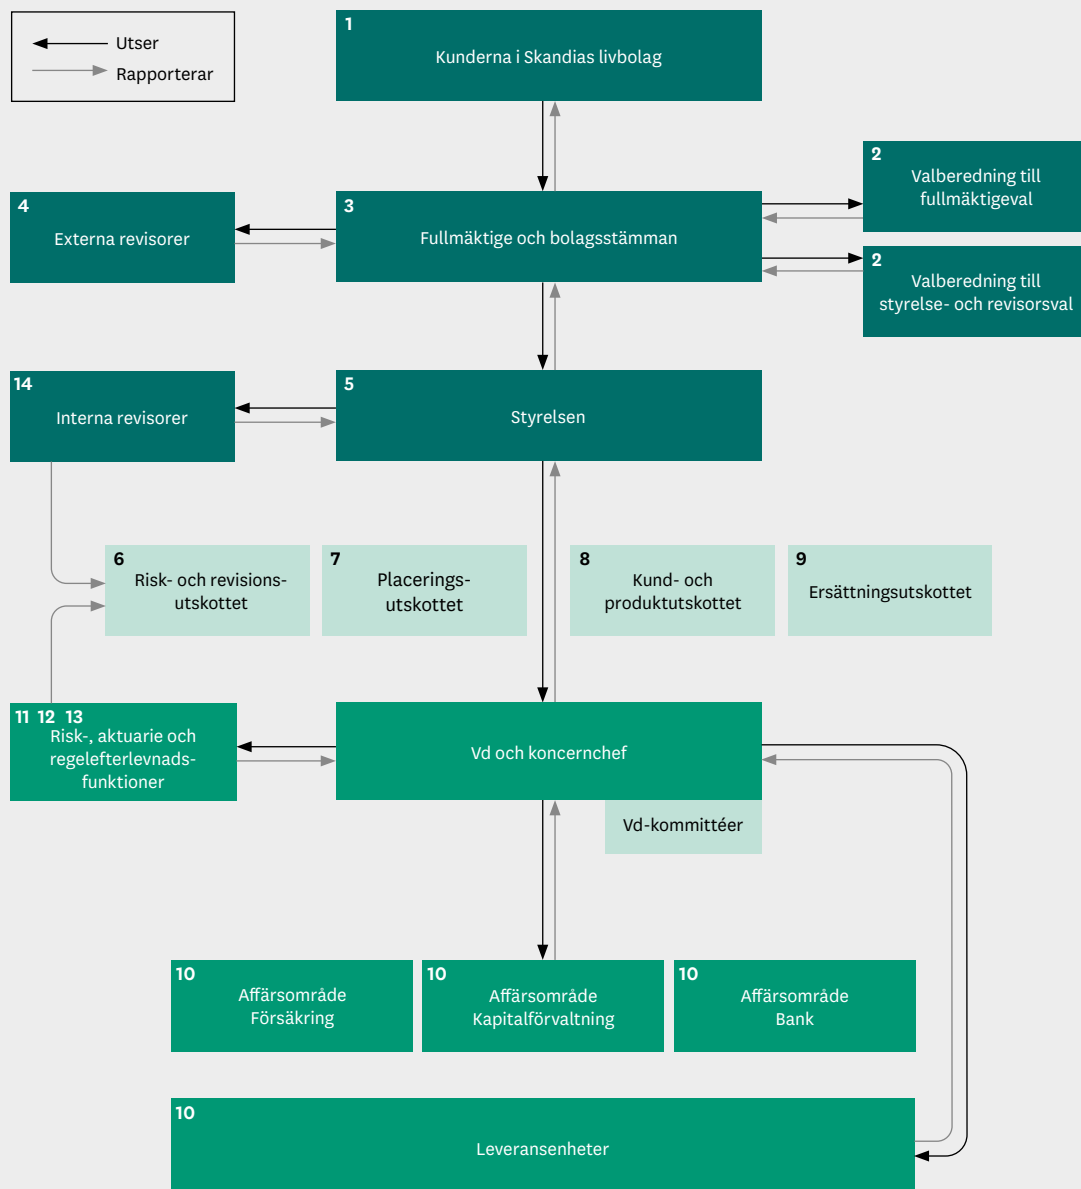 Utser
Rapporterar
1
Kunderna i Skandias livbolag
2
Valberedning till
fullmäktigeval
4
Externa revisorer
3
Fullmäktige och bolagsstämman
2
Valberedning till
styrelse- och revisorsval
14
Interna revisorer
5
Styrelsen
6
Risk- och revisions-
utskottet
7
Placerings-
utskottet
8
Kund- och
produktutskottet
9
Ersättningsutskottet
11 12 13
Risk-, aktuarie och
regelefterlevnads-
funktioner
Vd och koncernchef
Vd-kommittéer
10
Affärsområde
Försäkring
10
Affärsområde
Kapitalförvaltning
10
Affärsområde
Bank
10
Leveransenheter